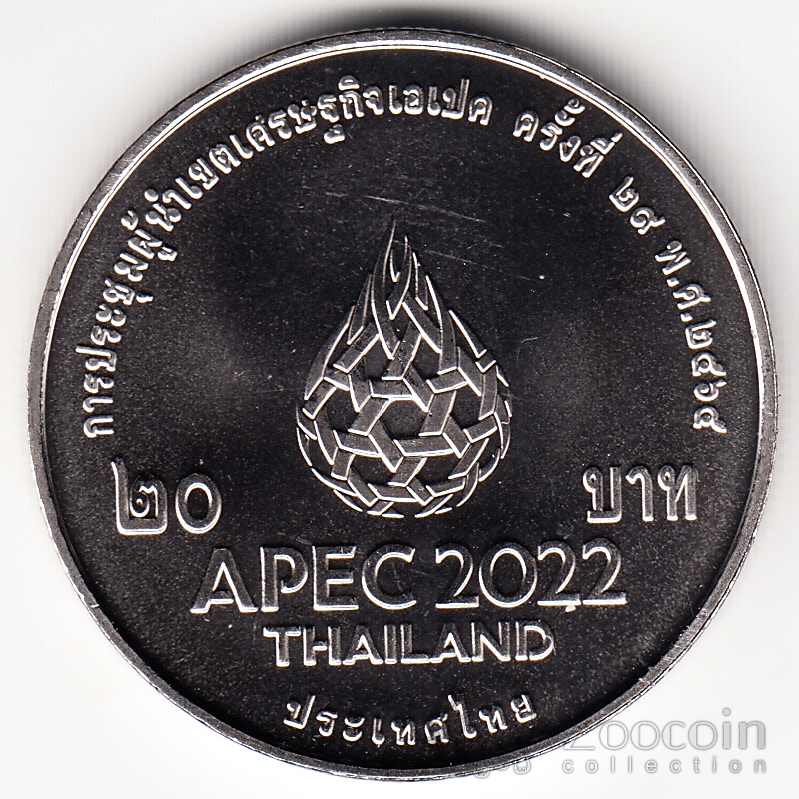 การประชุมผู้นำเขตเศรษฐกิจเอเปค ครั้งที่ ๒๙ พ.ศ.๒๕๖๕
๒๐ บาท
APEC 2022
THAILAND
ประเทศไทย
zoocoin
collection